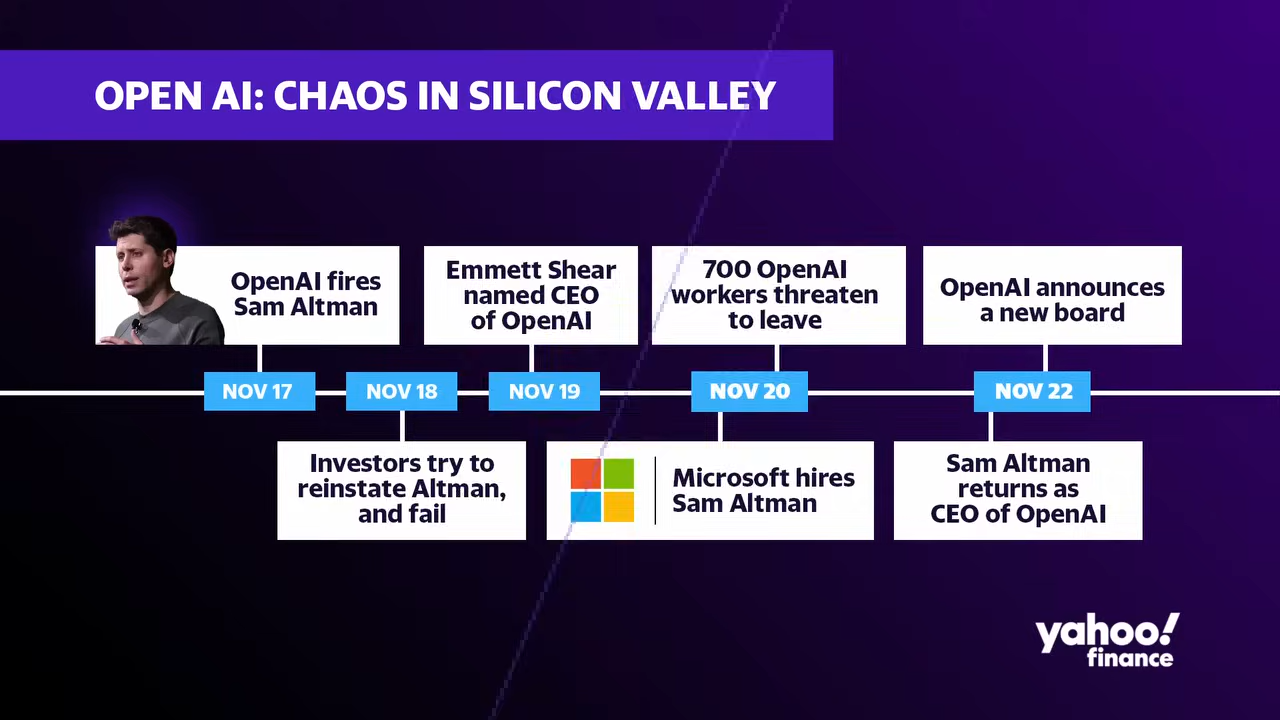 OPEN AI: CHAOS IN SILICON VALLEY
OpenAI fires
Sam Altman
Emmett Shear
named CEO
of OpenAI
700 OpenAI
workers threaten
to leave
OpenAI announces
a new board
NOV 17
NOV 18
NOV 19
NOV 20
NOV 22
Investors try to
reinstate Altman,
and fail
Microsoft hires
Sam Altman
Sam Altman
returns as
CEO of OpenAI
yahoo!
finance